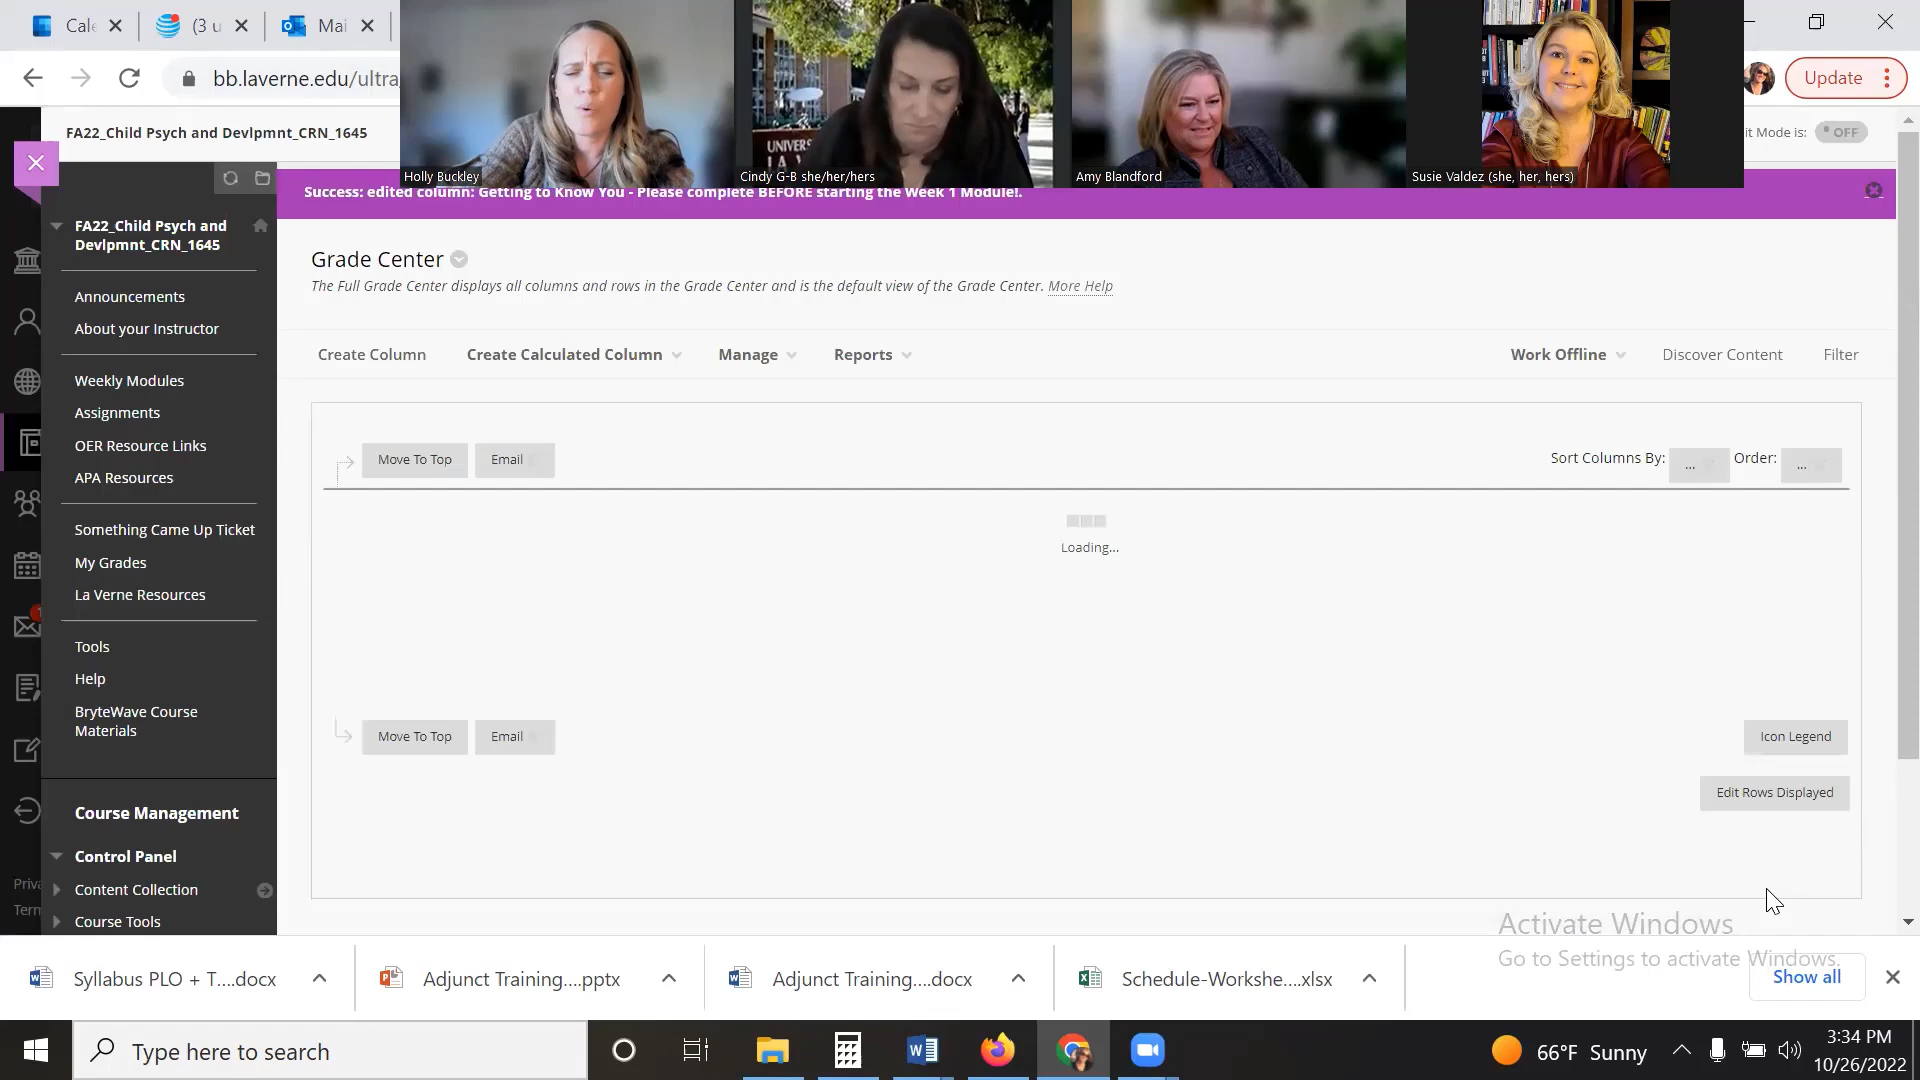 Cale
(3 u
Mai
bb.laverne.edu/ultra
Update
FA22_Child Psych and Devlpmnt_CRN_1645
it Mode is:
OFF
UNIVERS
LA V
Holly Buckley
Cindy G-B she/her/hers
Amy Blandford
Susie Valdez (she, her, hers)
Success: edited column: Getting to Know You - Please complete BEFORE starting the Week 1 Module!.
FA22_Child Psych and
Devlpmnt_CRN_1645
Announcements
About your Instructor
Weekly Modules
Assignments
OER Resource Links
APA Resources
Something Came Up Ticket
My Grades
La Verne Resources
Tools
Help
BryteWave Course
Materials
Course Management
Control Panel
Content Collection
Course Tools
Priva
Term
Grade Center
The Full Grade Center displays all columns and rows in the Grade Center and is the default view of the Grade Center. More Help
Create Column
Create Calculated Column
Manage
Reports
Work Offline
Discover Content
Filter
Move To Top
Email
Sort Columns By:
...
Order:
...
Loading...
Move To Top
Email
Icon Legend
Edit Rows Displayed
Activate Windows
Go to Settings to activate Windows.
Syllabus PLO + T....docx
Adjunct Training....pptx
Adjunct Training....docx
Schedule-Workshe....xlsx
Show all
Type here to search
66°F Sunny
3:34 PM
10/26/2022